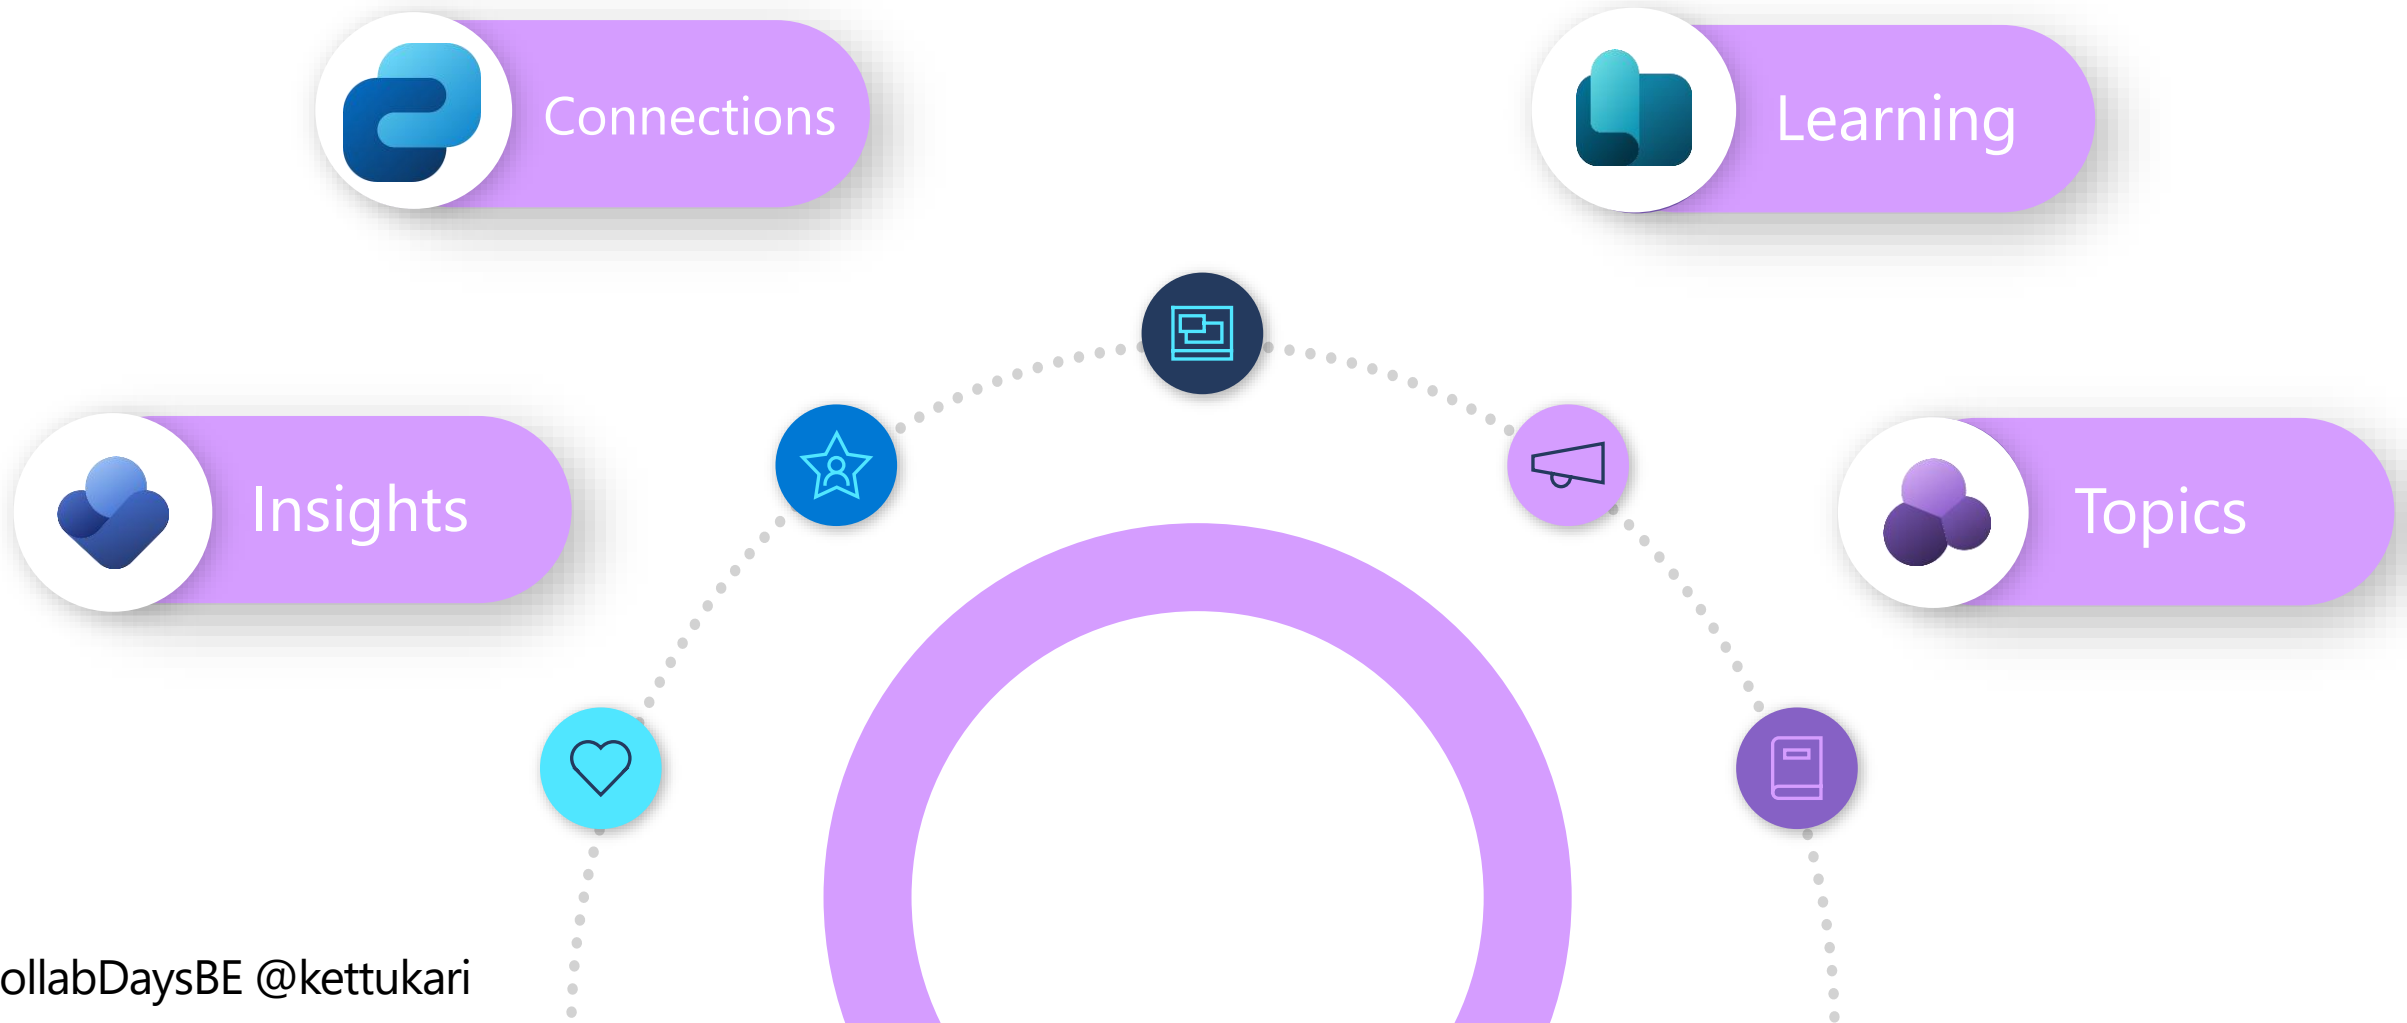 Connections
Learning
Insights
Topics
ollabDaysBE @kettukari